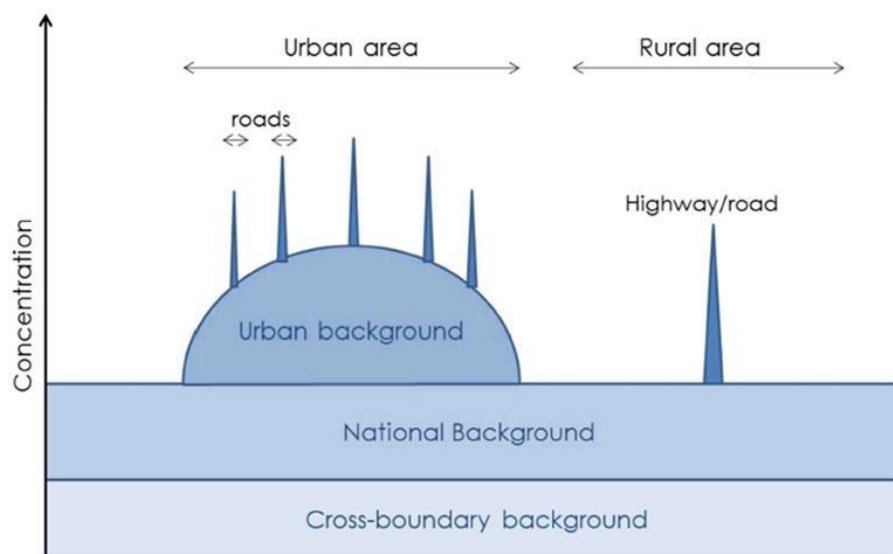 Urban area
Rural area
roads
Highway/road
Concentration
Urban background
National Background
Cross-boundary background